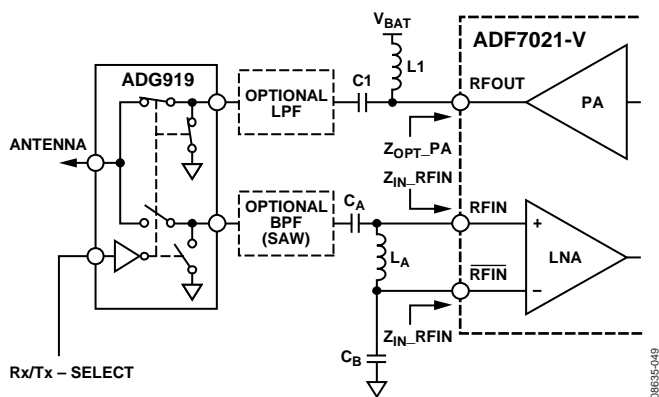 V_BAT
ADF7021-V
ADG919
L1
C1
RFOUT
OPTIONAL
LPF
PA
ANTENNA
Z_OPT_PA
Z_IN_RFIN
OPTIONAL
BPF
(SAW)
C_A
RFIN
+
L_A
LNA
R̅F̅I̅N̅
−
Z_IN_RFIN
C_B
Rx/Tx – SELECT
08635-049